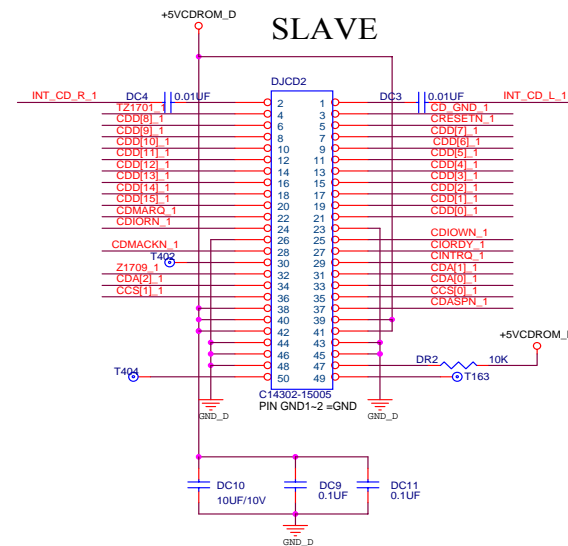 +5VCDROM_D
SLAVE
DJCD2
INT_CD_R_1 DC4 0.01UF 2 1 DC3 0.01UF INT_CD_L_1
TZ1701_1 4 3 CD_GND_1
CDD[8]_1 6 5 CRESETN_1
CDD[9]_1 8 7 CDD[7]_1
CDD[10]_1 10 9 CDD[6]_1
CDD[11]_1 12 11 CDD[5]_1
CDD[12]_1 14 13 CDD[4]_1
CDD[13]_1 16 15 CDD[3]_1
CDD[14]_1 18 17 CDD[2]_1
CDD[15]_1 20 19 CDD[1]_1
CDMARQ_1 22 21 CDD[0]_1
CDIORN_1 24 23
26 25 CDIOWN_1
CDMACKN_1 28 27 CIORDY_1
T402 30 29 CINTRQ_1
Z1709_1 32 31 CDA[1]_1
CDA[2]_1 34 33 CDA[0]_1
CCS[1]_1 36 35 CCS[0]_1
38 37 CDASPN_1
40 39
42 41
+5VCDROM_
44 43
46 45
48 47 DR2 10K
T404 50 49 T163
C14302-15005
PIN GND1~2 =GND
GND_D GND_D
DC10 DC9 DC11
10UF/10V 0.1UF 0.1UF
GND_D